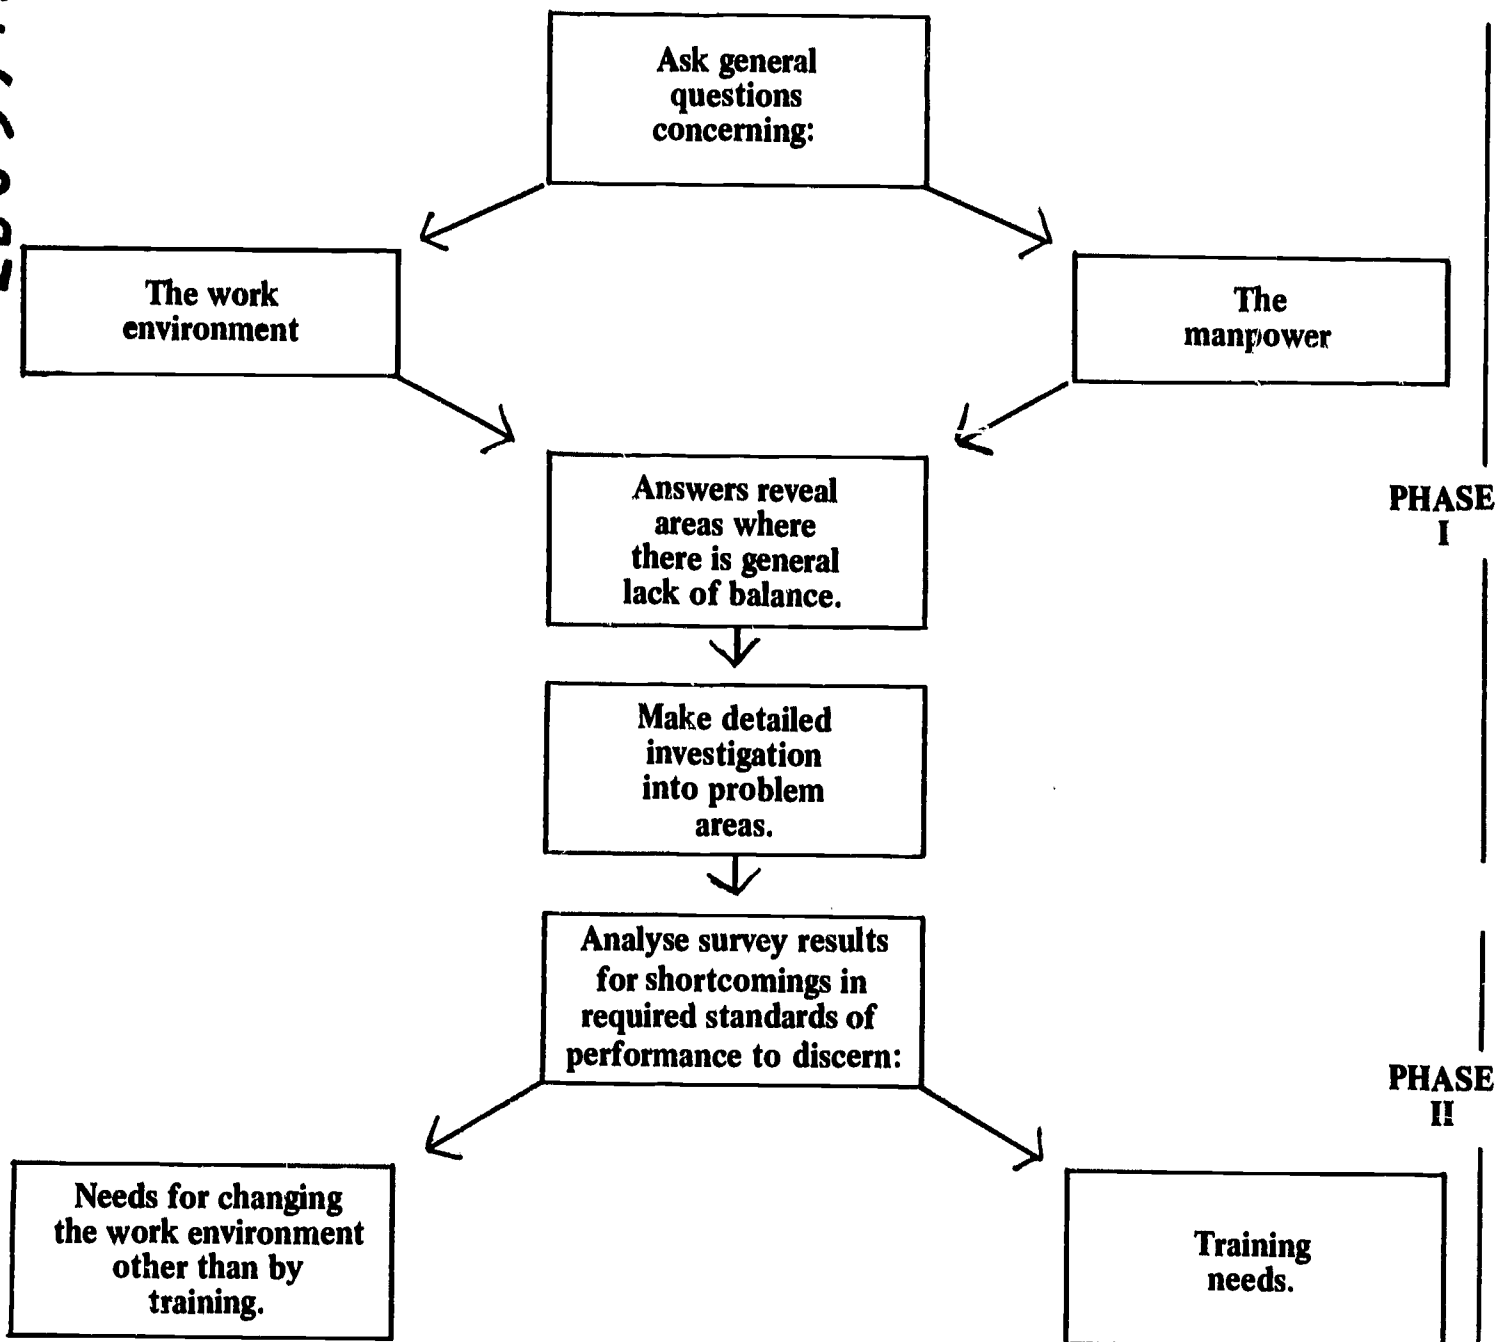 Ask general
questions
concerning:
The work
environment
The
manpower
Answers reveal
areas where
there is general
lack of balance.
PHASE
I
Make detailed
investigation
into problem
areas.
Analyse survey results
for shortcomings in
required standards of
performance to discern:
PHASE
II
Needs for changing
the work environment
other than by
training.
Training
needs.